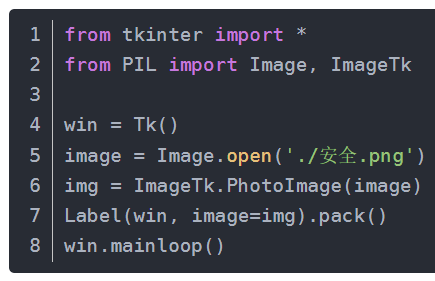 1 from tkinter import *
2 from PIL import Image, ImageTk
3
4 win = Tk()
5 image = Image.open('./安全.png')
6 img = ImageTk.PhotoImage(image)
7 Label(win, image=img).pack()
8 win.mainloop()